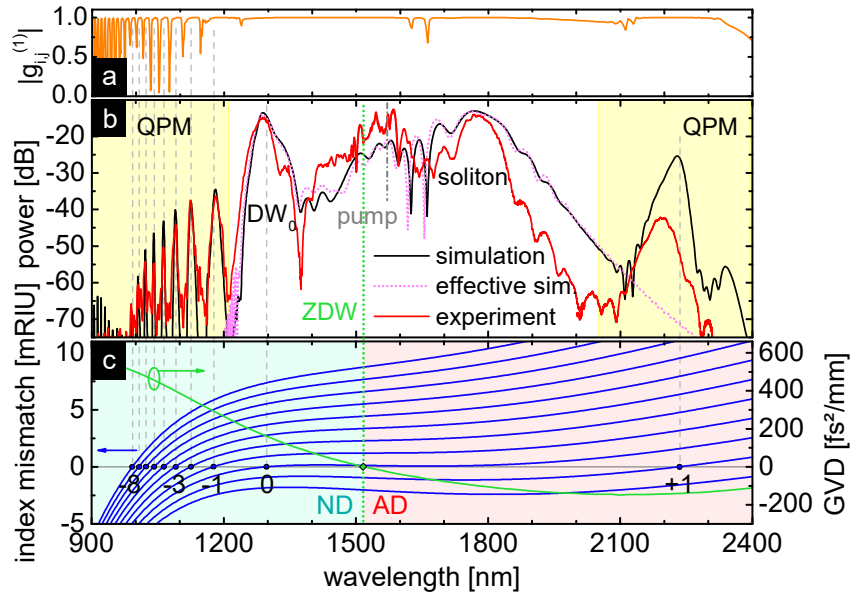 1.0
0.5
0.0
|g_{i,j}^{(1)}|
a
b
QPM
QPM
-10
-20
-30
-40
-50
-60
-70
power [dB]
DW₀
pump
soliton
simulation
effective sim.
experiment
ZDW
c
10
5
0
-5
index mismatch [mRIU]
600
400
200
0
-200
GVD [fs²/mm]
-8
-3
-1
0
+1
ND
AD
900
1200
1500
1800
2100
2400
wavelength [nm]